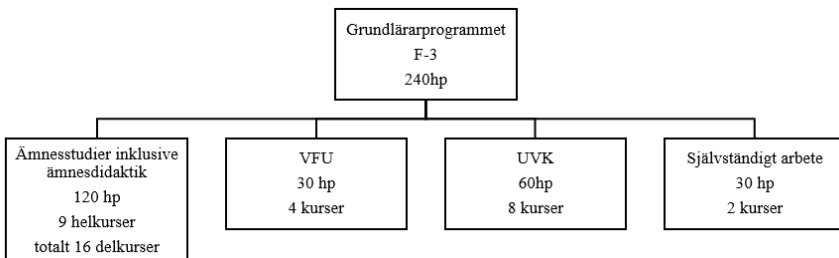 Grundlärarprogrammet
F-3
240hp
Ämnesstudier inklusive
ämnesdidaktik
120 hp
9 helkurser
totalt 16 delkurser
VFU
30 hp
4 kurser
UVK
60hp
8 kurser
Självständigt arbete
30 hp
2 kurser